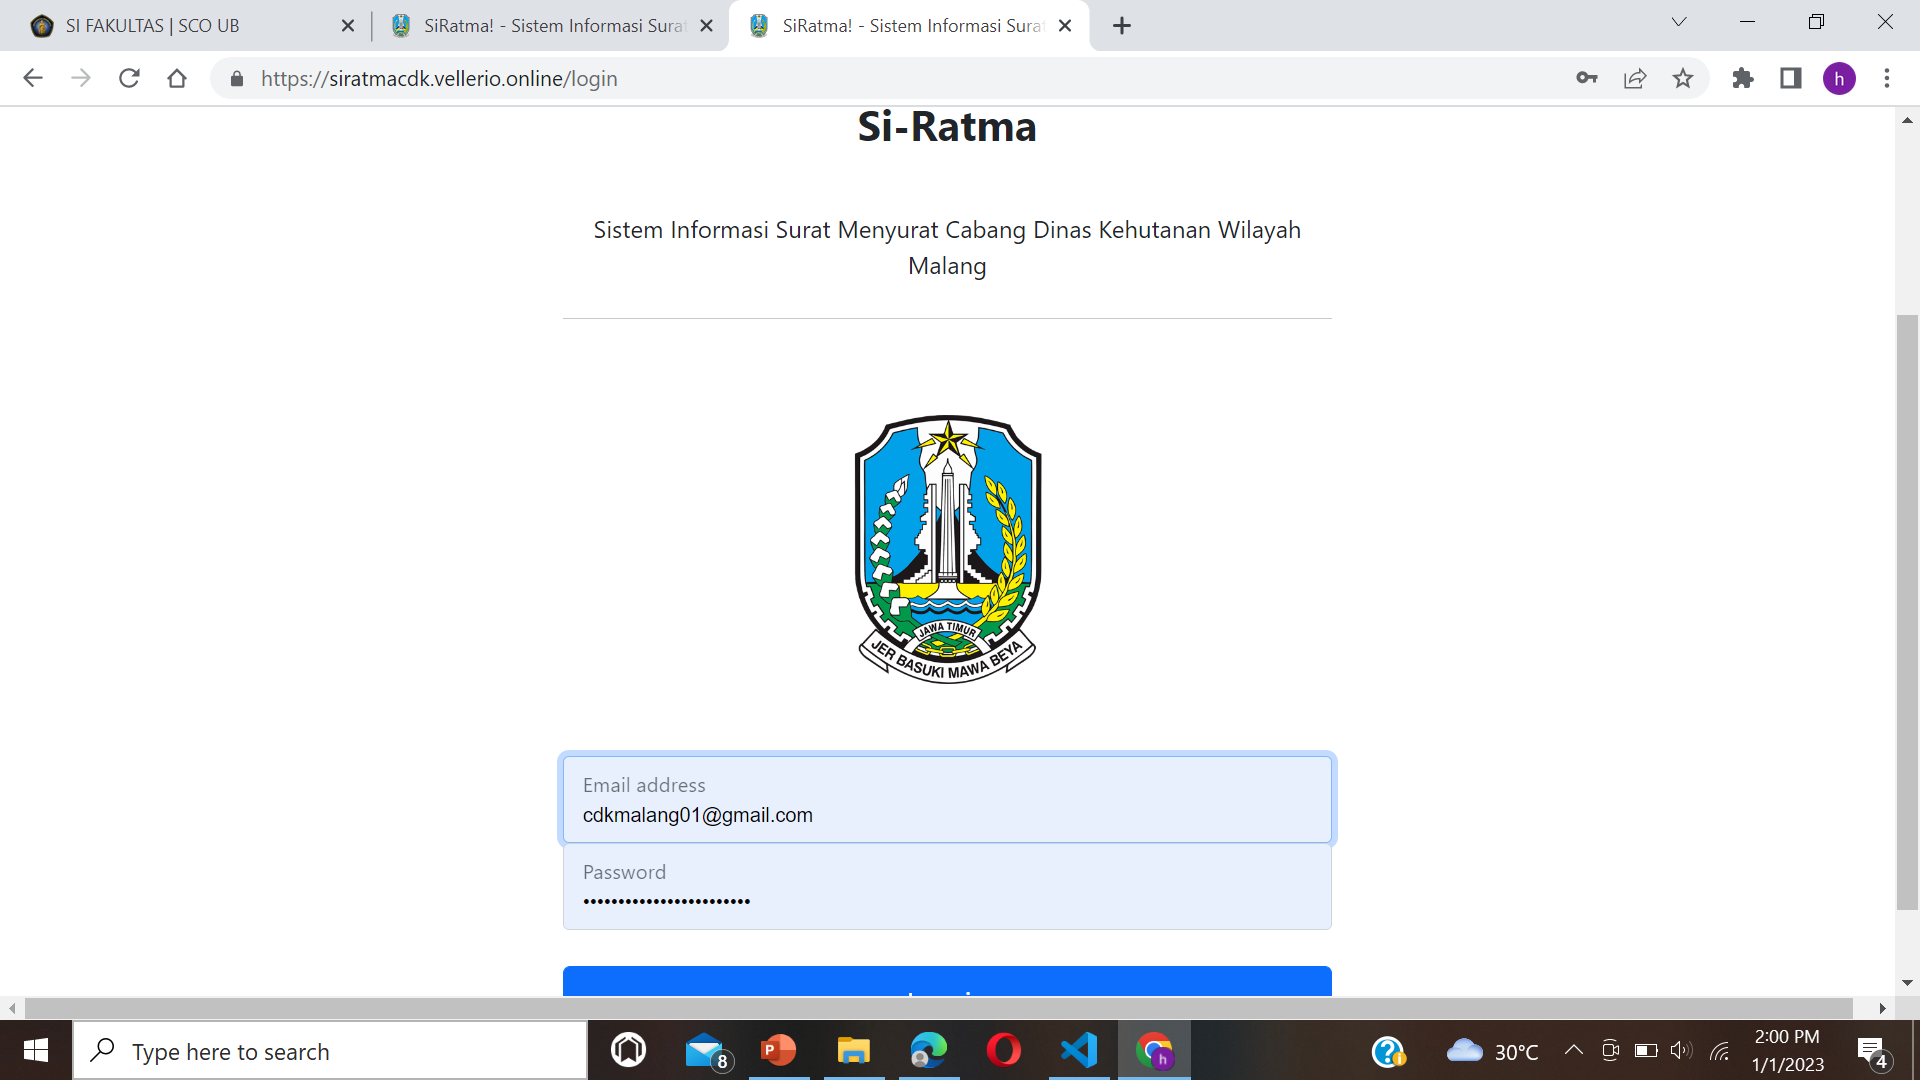 SI FAKULTAS | SCO UB
SiRatma! - Sistem Informasi Sura
SiRatma! - Sistem Informasi Sura
https://siratmacdk.vellerio.online/login
h
Si-Ratma
Sistem Informasi Surat Menyurat Cabang Dinas Kehutanan Wilayah
Malang
JAWA TIMUR
JER BASUKI MAWA BEYA
Email address
cdkmalang01@gmail.com
Password
Type here to search
8
P
h
30°C
2:00 PM
1/1/2023
4